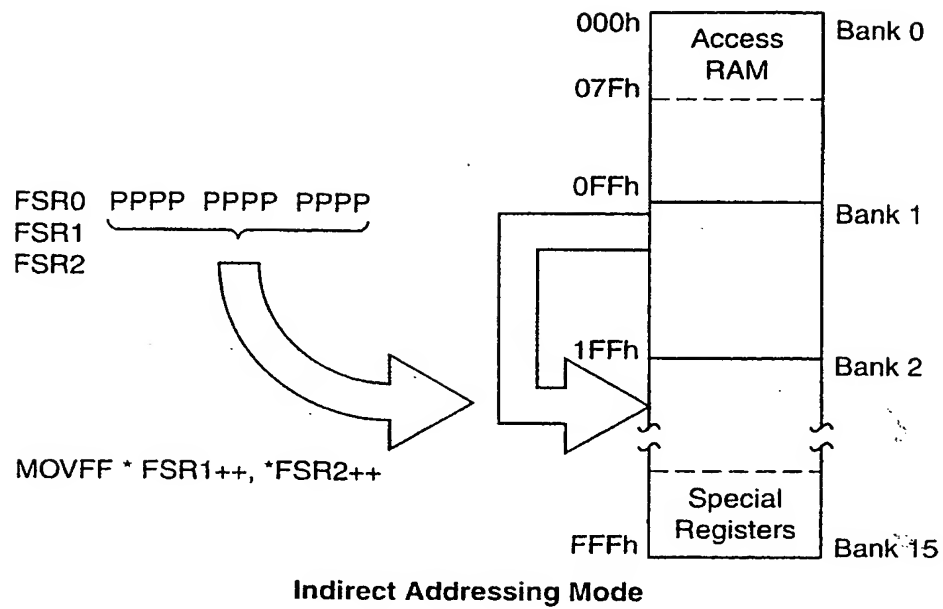 000h
Access
RAM
Bank 0
07Fh
0FFh
Bank 1
FSR0 PPPP PPPP PPPP
FSR1
FSR2
1FFh
Bank 2
MOVFF * FSR1++, *FSR2++
Special
Registers
FFFh
Bank 15
Indirect Addressing Mode